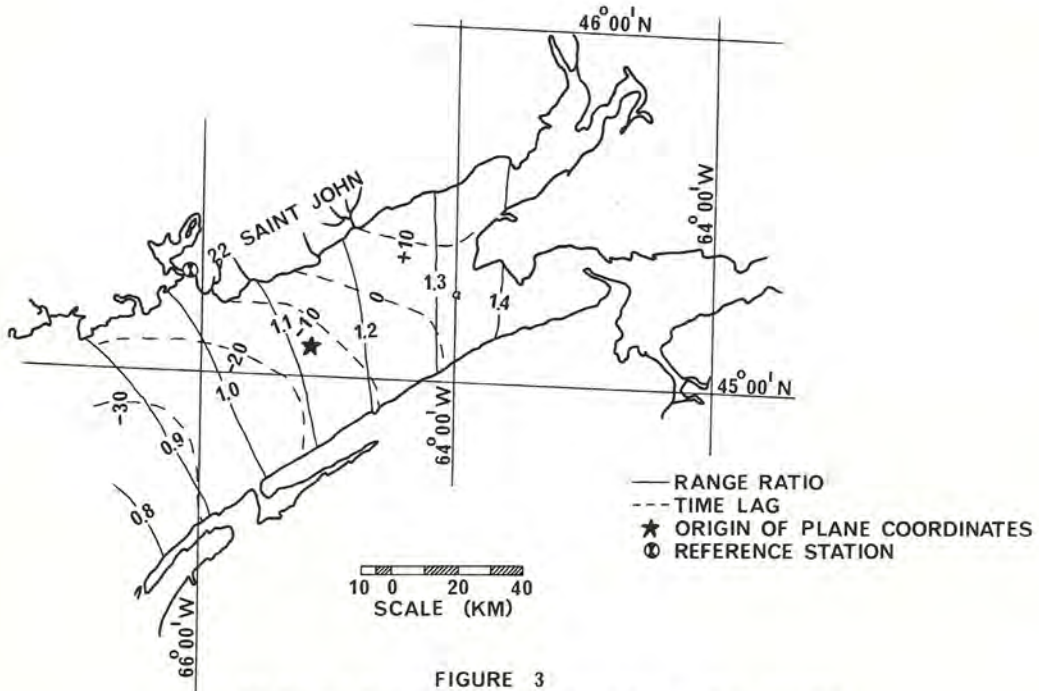 46°00'N
22 SAINT JOHN
64°00'W
+10
0
1.3
1.4
1.1
-10
1.2
-20
1.0
45°00'N
-30
0.9
64°00'W
0.8
66°00'W
RANGE RATIO
TIME LAG
ORIGIN OF PLANE COORDINATES
REFERENCE STATION
10 0 20 40
SCALE (KM)
FIGURE 3